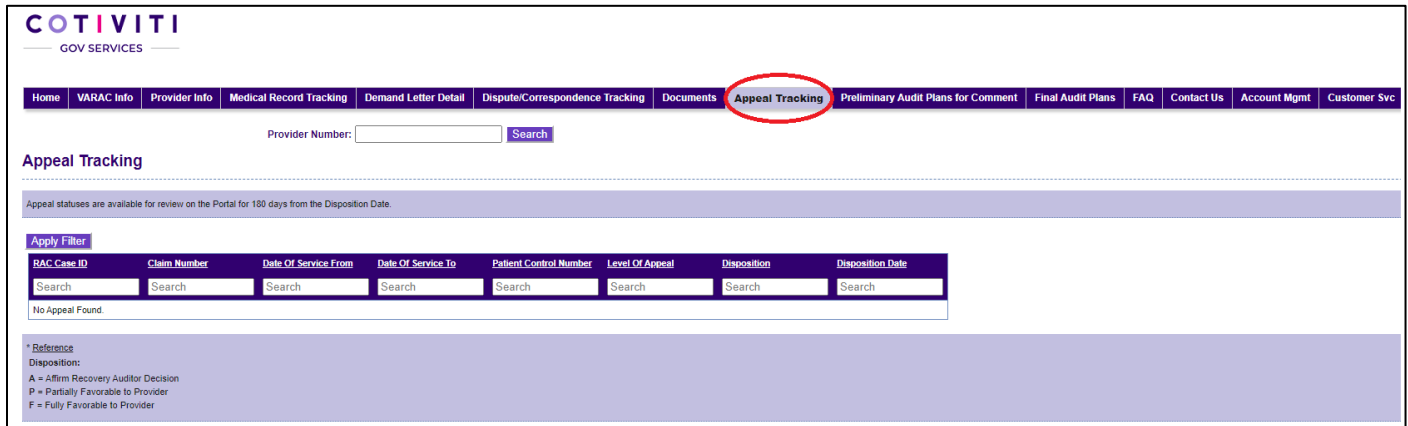 COTIVITI
GOV SERVICES
Home VARAC Info Provider Info Medical Record Tracking Demand Letter Detail Dispute/Correspondence Tracking Documents Appeal Tracking Preliminary Audit Plans for Comment Final Audit Plans FAQ Contact Us Account Mgmt Customer Svc
Provider Number: Search
Appeal Tracking
Appeal statuses are available for review on the Portal for 180 days from the Disposition Date.
Apply Filter
RAC Case ID Claim Number Date Of Service From Date Of Service To Patient Control Number Level Of Appeal Disposition Disposition Date
Search Search Search Search Search Search Search Search
No Appeal Found.
* Reference
Disposition:
A = Affirm Recovery Auditor Decision
P = Partially Favorable to Provider
F = Fully Favorable to Provider